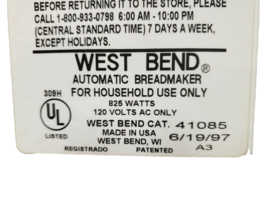 BEFORE RETURNING IT TO THE STORE, PLEASE
CALL 1-800-933-0798 6:00 AM - 10:00 PM
(CENTRAL STANDARD TIME) 7 DAYS A WEEK,
EXCEPT HOLIDAYS.
WEST BEND®
AUTOMATIC BREADMAKER
309H FOR HOUSEHOLD USE ONLY
825 WATTS
UL 120 VOLTS AC ONLY
LISTED WEST BEND CAT. 41085
MADE IN USA 6/19/97
WEST BEND, WI A3
REGISTRADO PATENTED